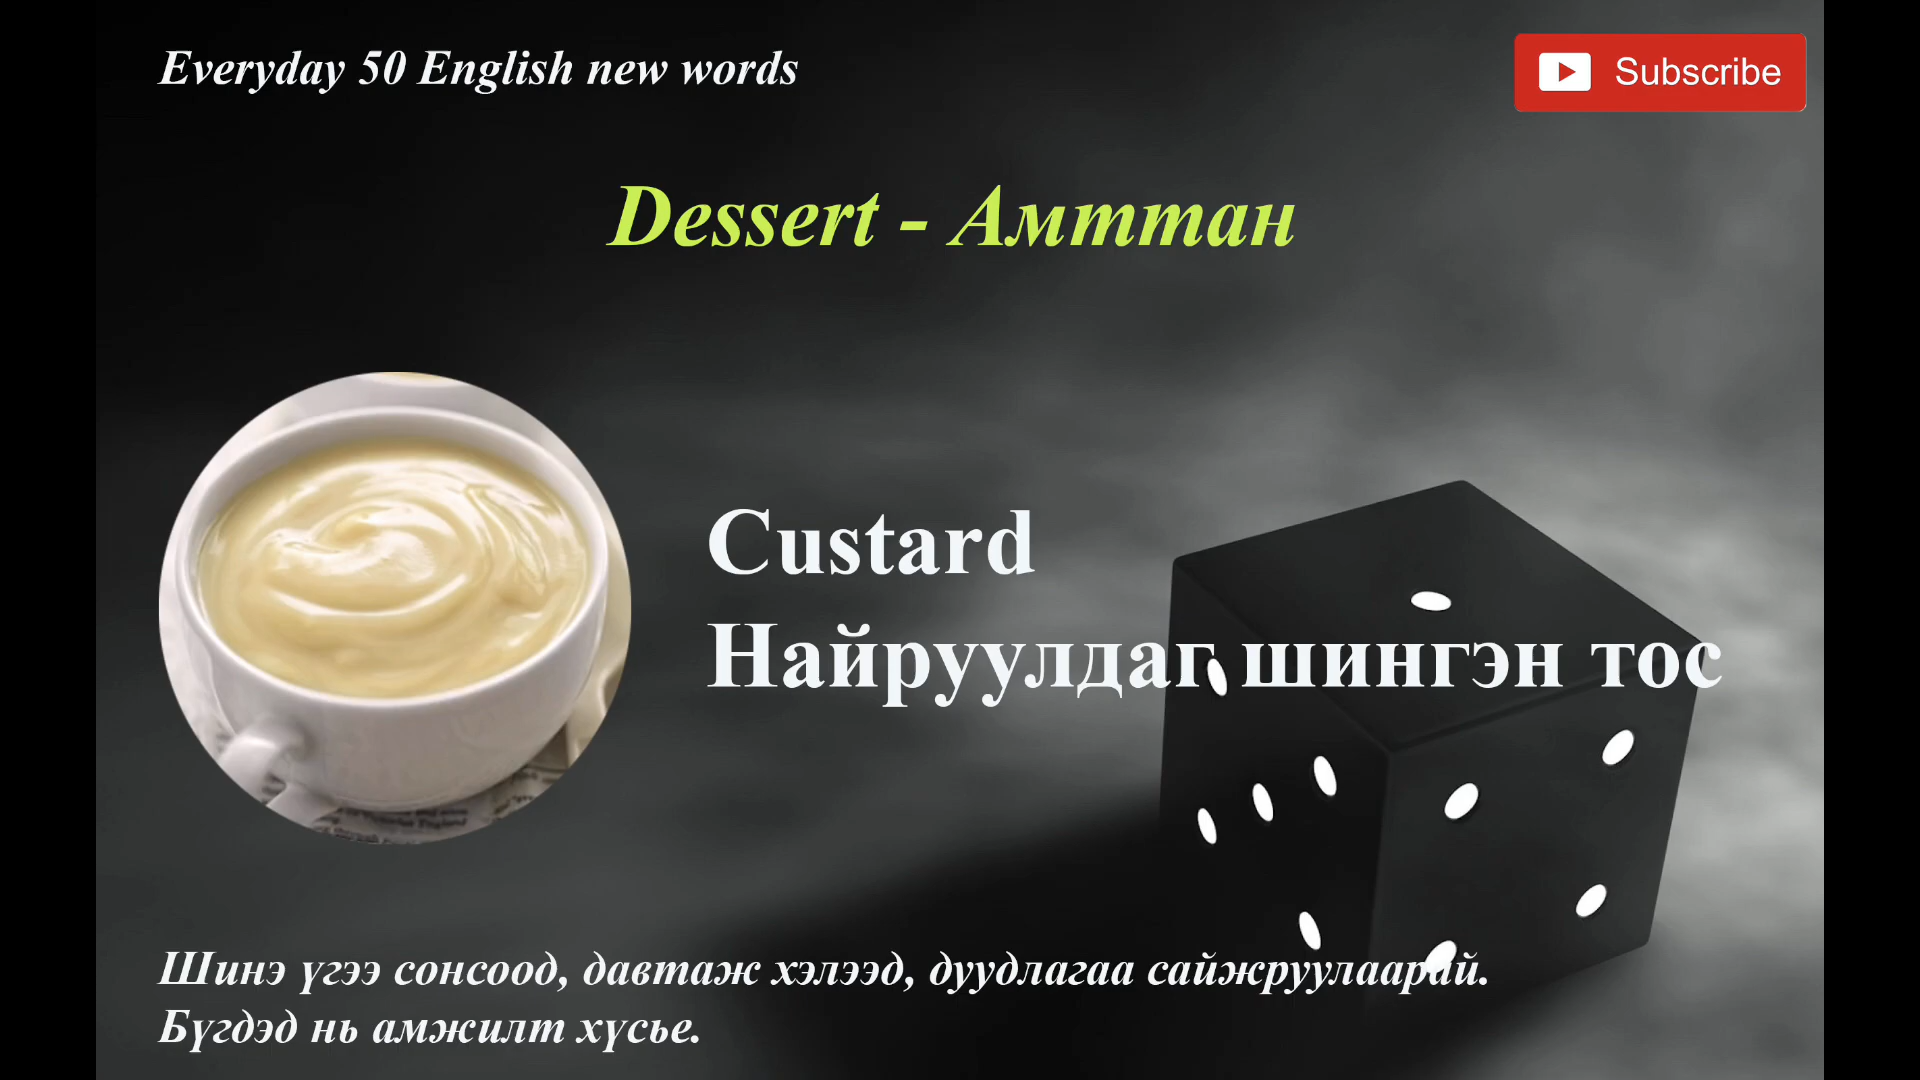 Everyday 50 English new words
Subscribe
Dessert - Амттан
Custard
Найруулдаг шингэн тос
Шинэ үгээ сонсоод, давтаж хэлээд, дуудлагаа сайжруулаарай.
Бүгдэд нь амжилт хүсье.